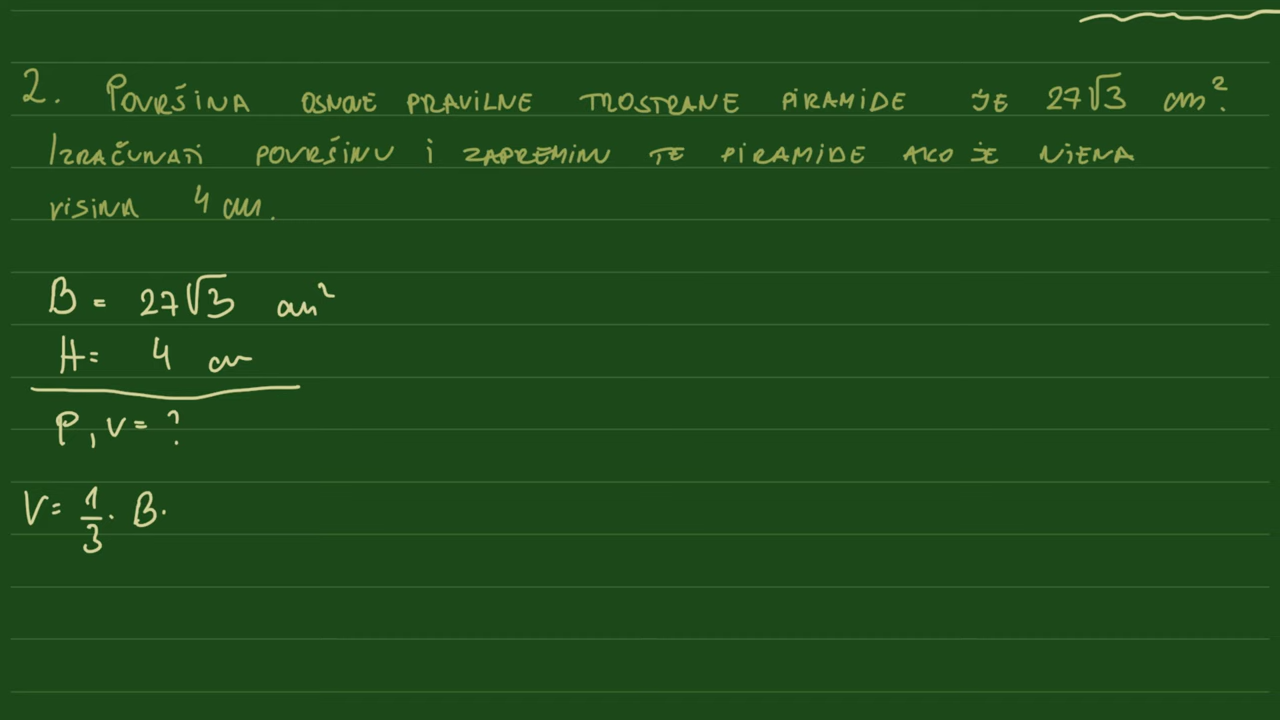 2. POVRŠINA OSNOVE PRAVILNE TROSTRANE PIRAMIDE JE 27√3 cm².
IZRAČUNATI POVRŠINU I ZAPREMINU TE PIRAMIDE AKO JE NJENA
VISINA 4 cm.
B = 27√3 cm²
H = 4 cm
P, V = ?
V = 1/3 · B ·